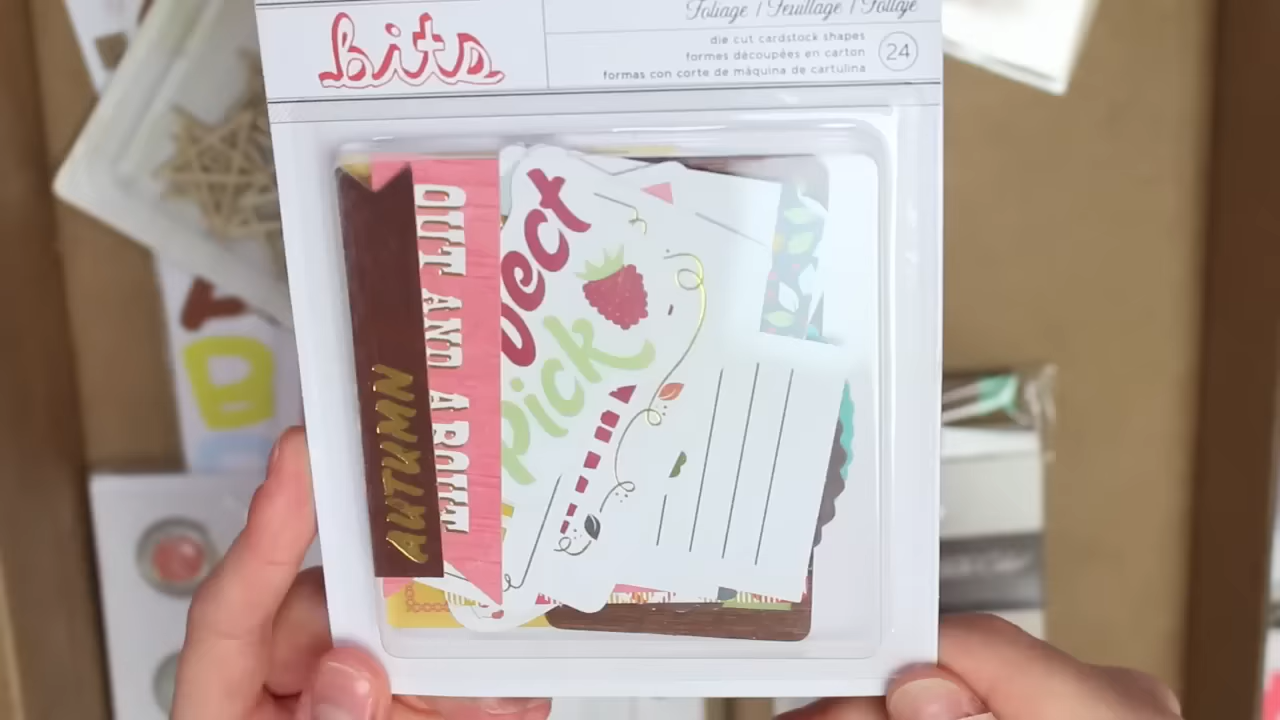 bits
Foliage / Feuillage / Follaje
die cut cardstock shapes
formes découpées en carton
formas con corte de màquina de cartulina
24
AUTUMN
OUT AND ABOUT
pick